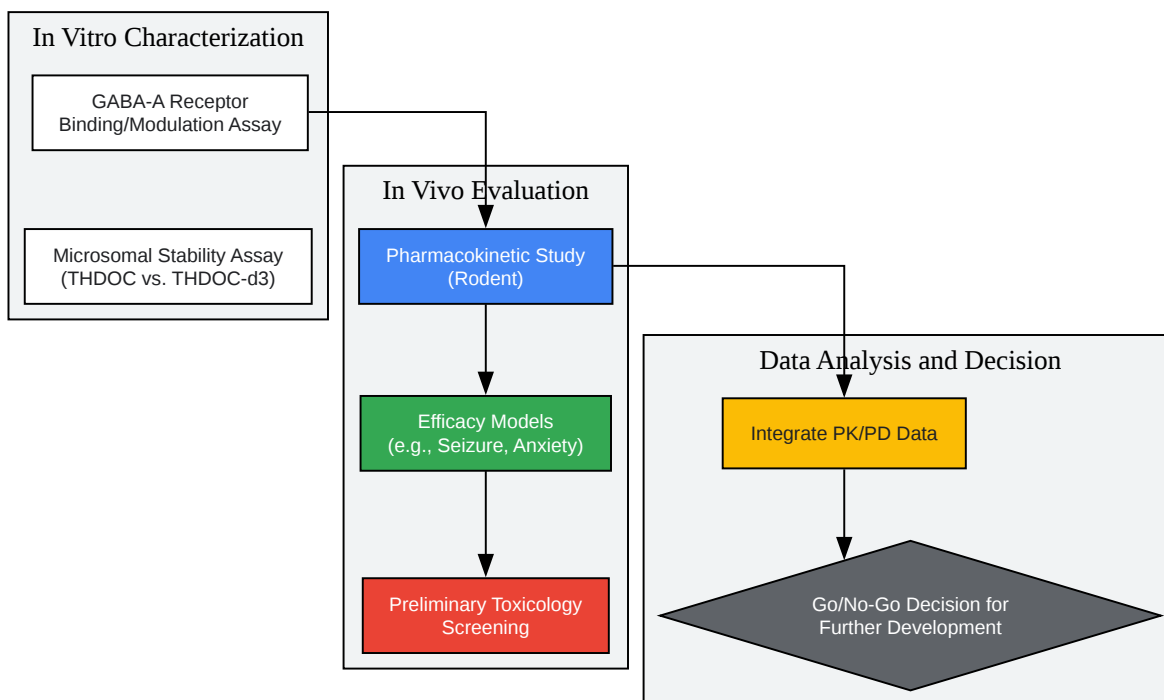 In Vitro Characterization
GABA-A Receptor
Binding/Modulation Assay
Microsomal Stability Assay
(THDOC vs. THDOC-d3)
In Vivo Evaluation
Pharmacokinetic Study
(Rodent)
Efficacy Models
(e.g., Seizure, Anxiety)
Preliminary Toxicology
Screening
Data Analysis and Decision
Integrate PK/PD Data
Go/No-Go Decision for
Further Development